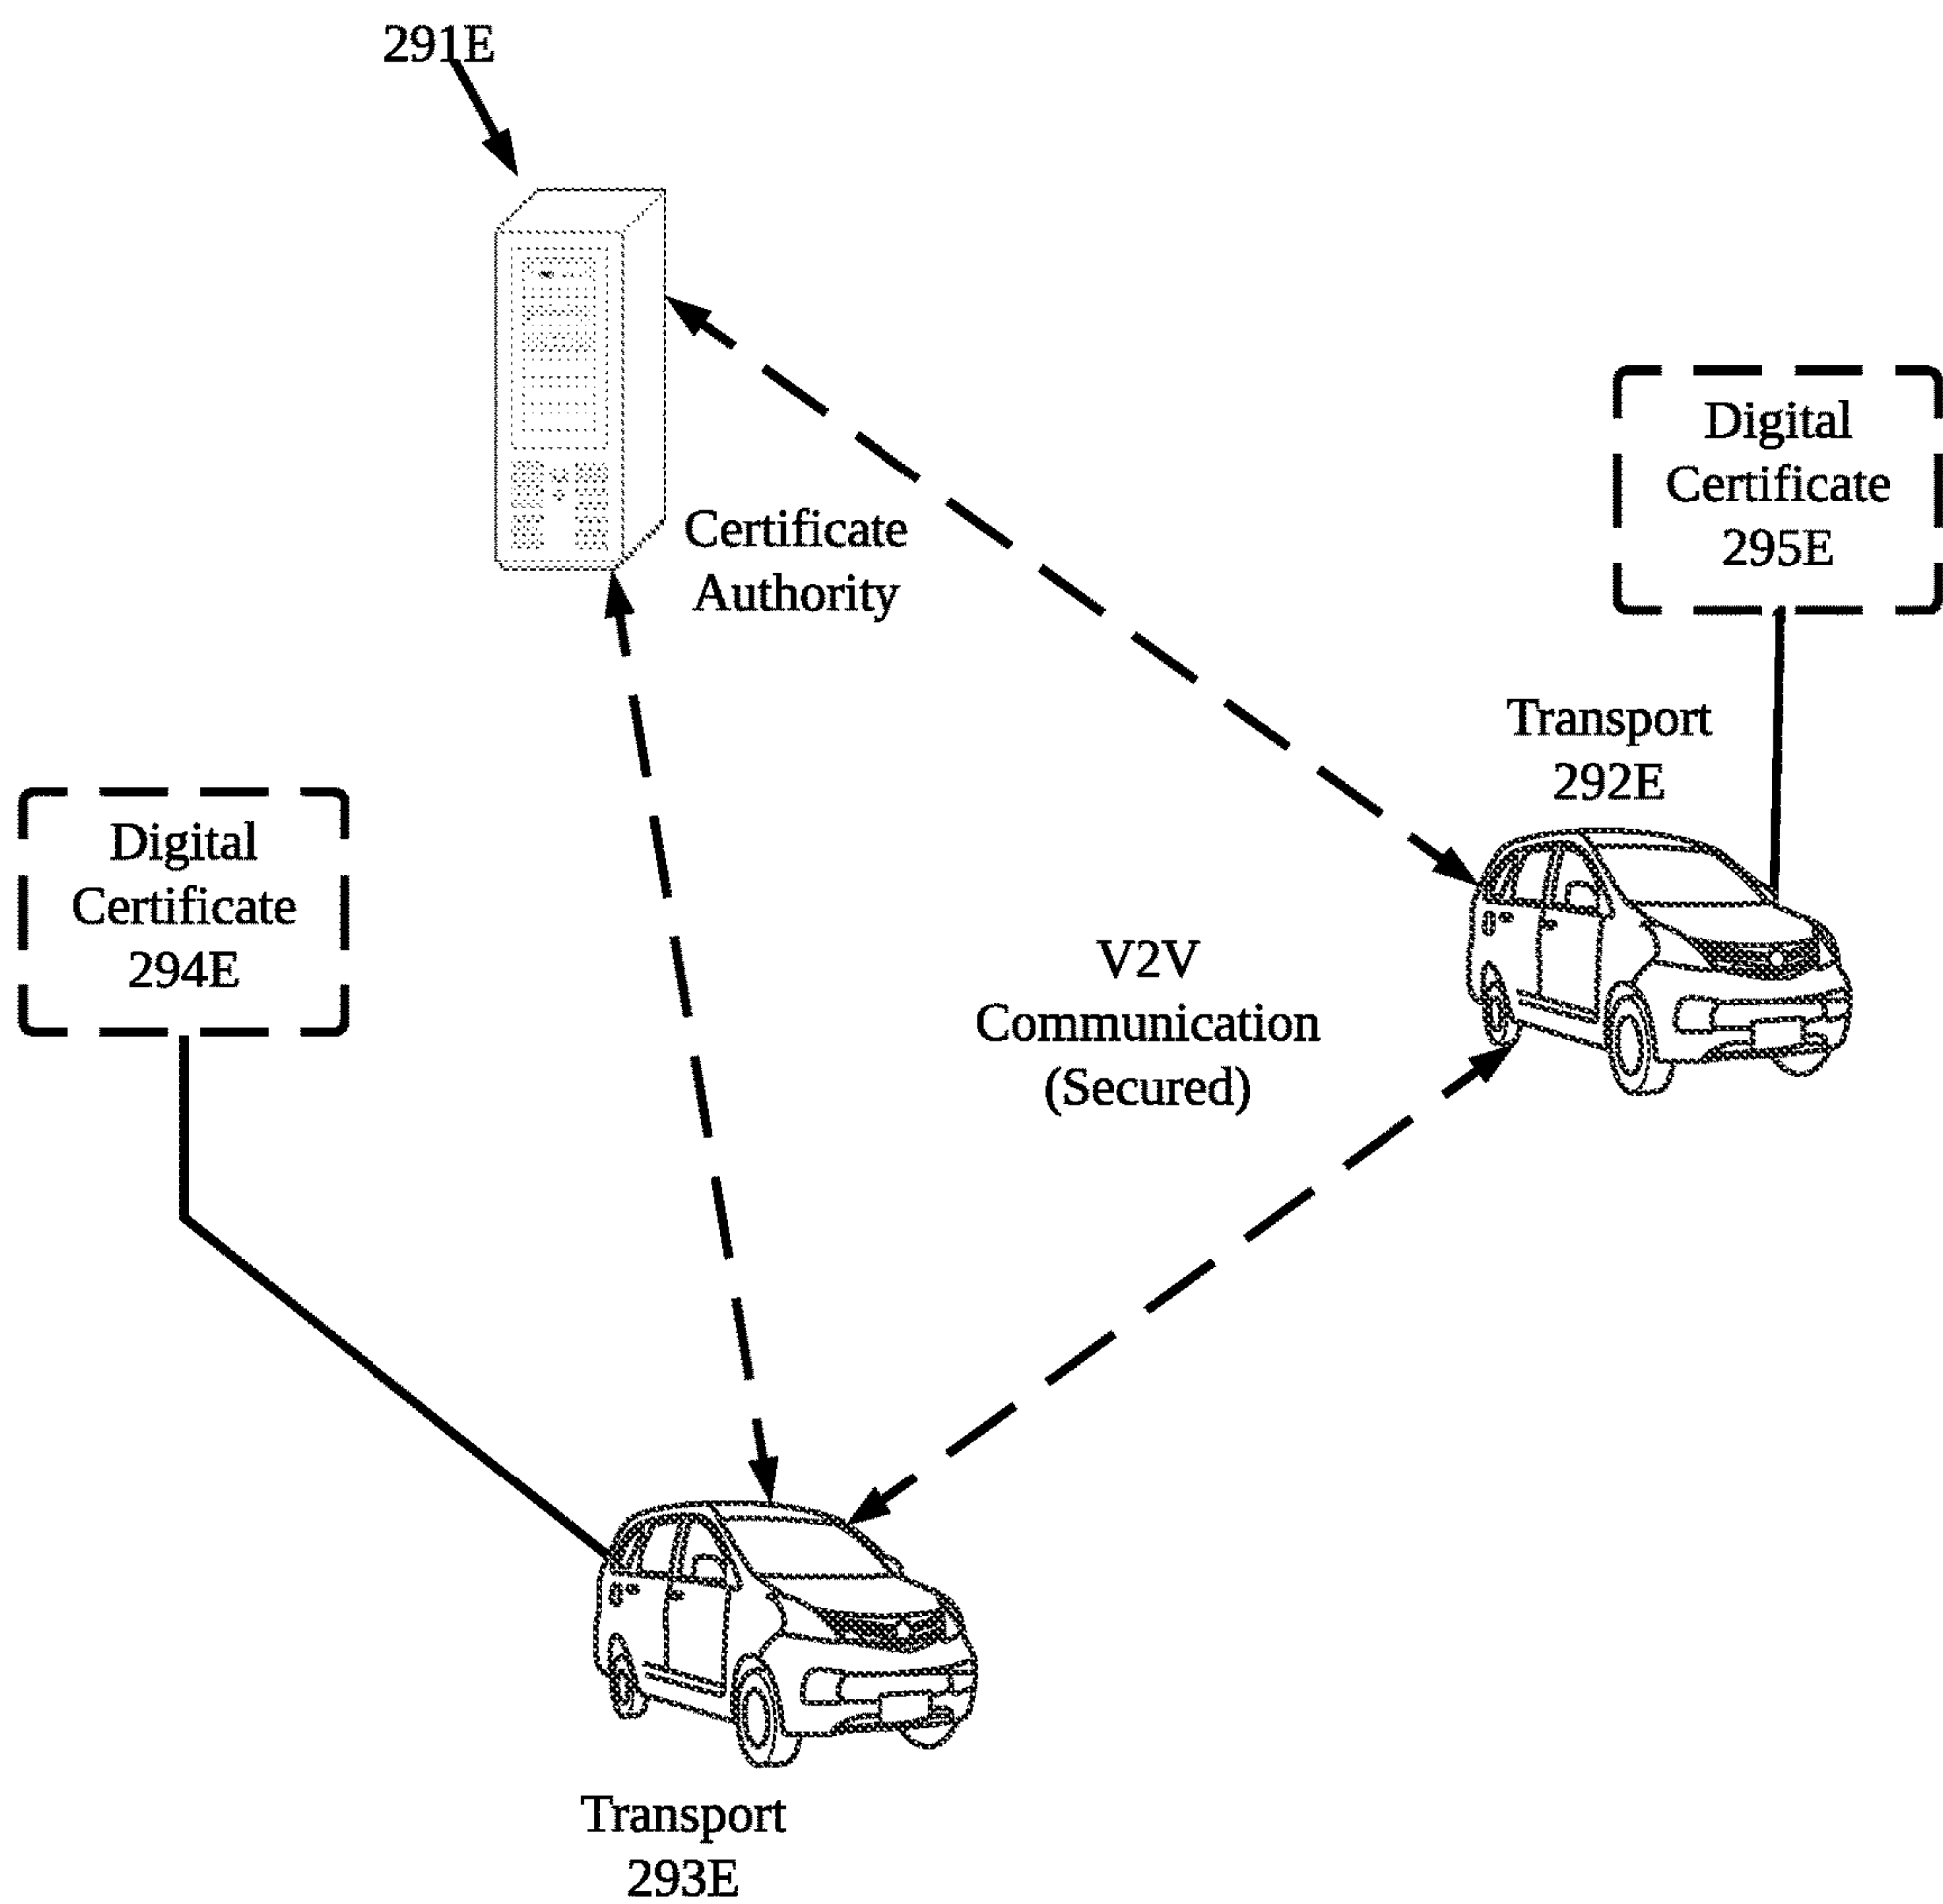 291E
Certificate
Authority
Digital
Certificate
295E
Transport
292E
Digital
Certificate
294E
V2V
Communication
(Secured)
Transport
293E